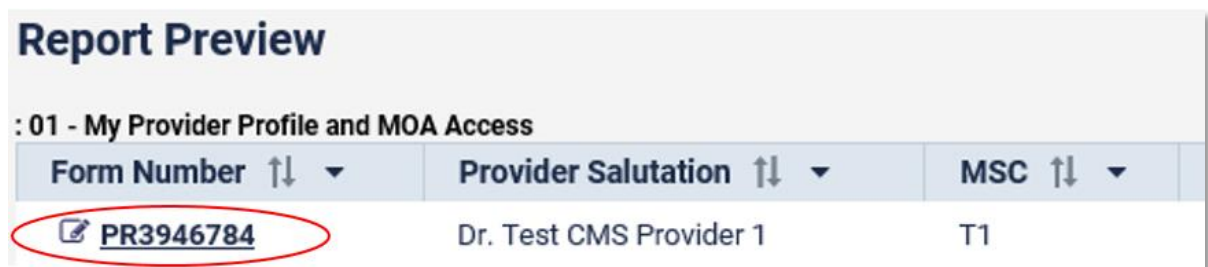 Report Preview
: 01 - My Provider Profile and MOA Access
Form Number Provider Salutation MSC
PR3946784 Dr. Test CMS Provider 1 T1